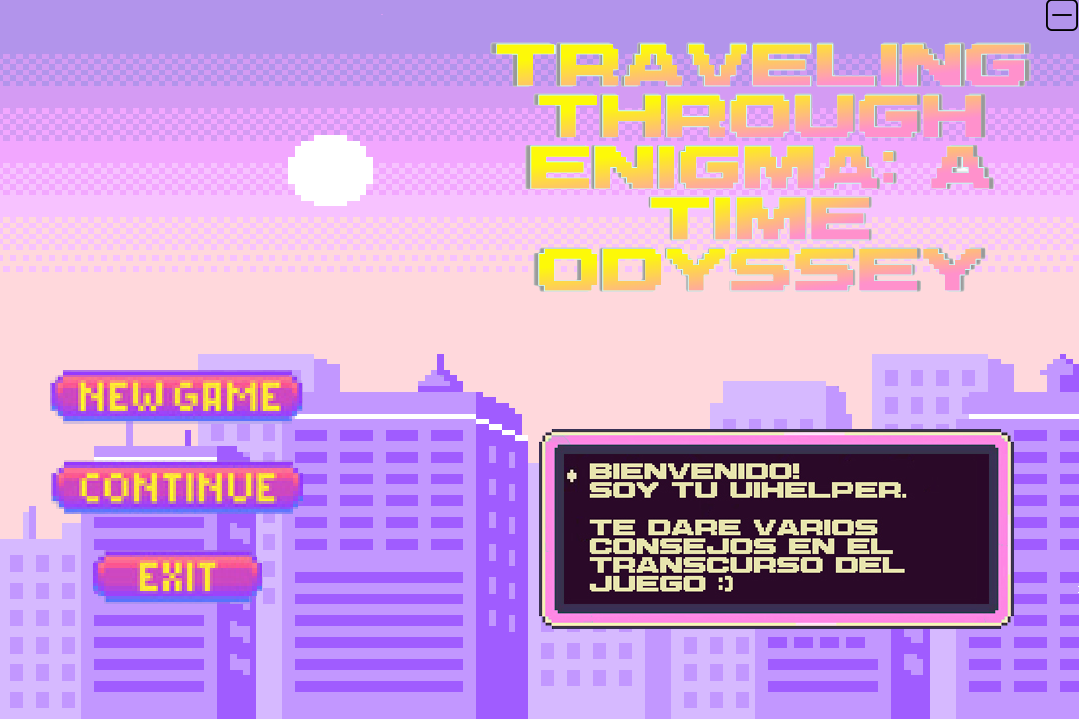 TRAVELING
THROUGH
ENIGMA: A
TIME
ODYSSEY
NEW GAME
CONTINUE
EXIT
BIENVENIDO!
SOY TU UIHELPER.
TE DARE VARIOS
CONSEJOS EN EL
TRANSCURSO DEL
JUEGO :)